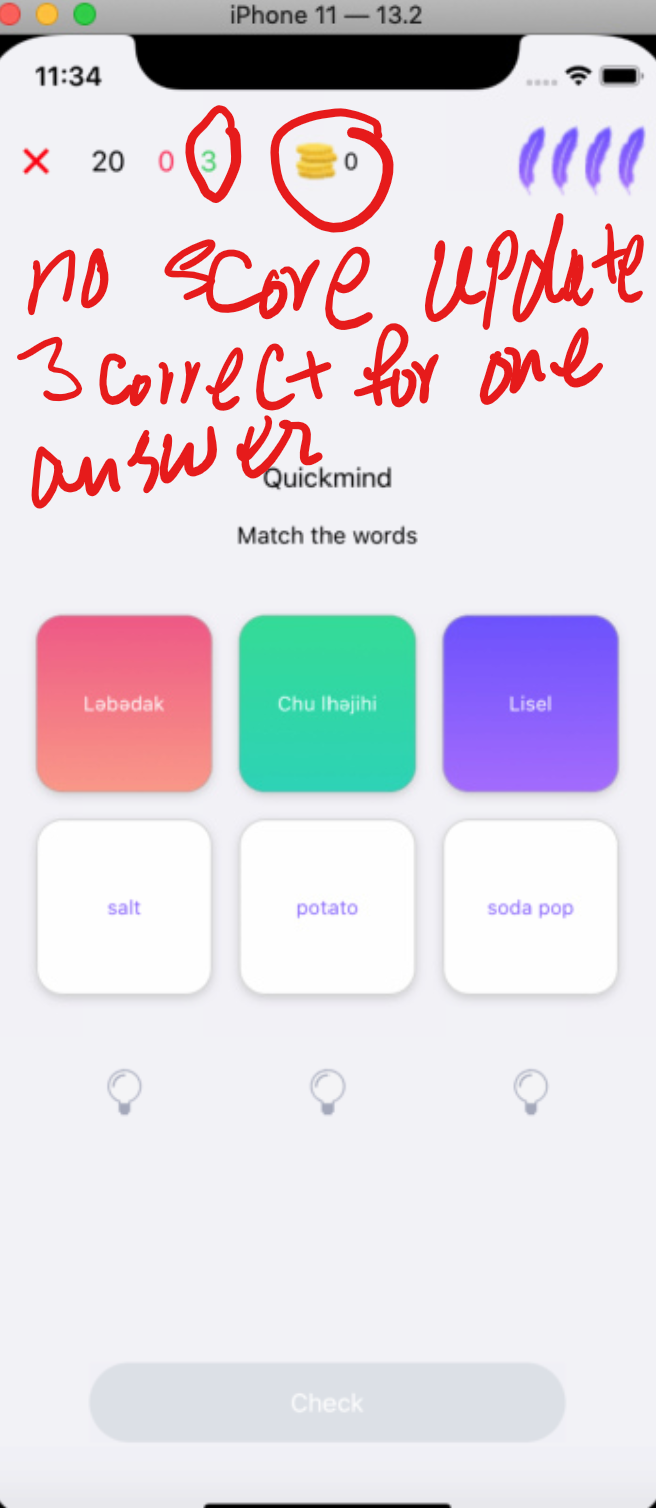 iPhone 11 — 13.2
11:34
20 0 3 0
no score update
3 correct for one
answer
Quickmind
Match the words
Ləbədak Chu lhəjihi Lisel
salt potato soda pop
Check